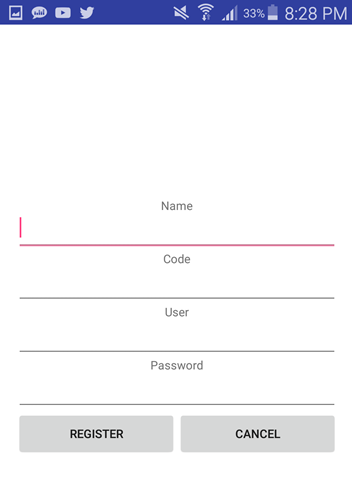 33% 8:28 PM
Name
Code
User
Password
REGISTER CANCEL